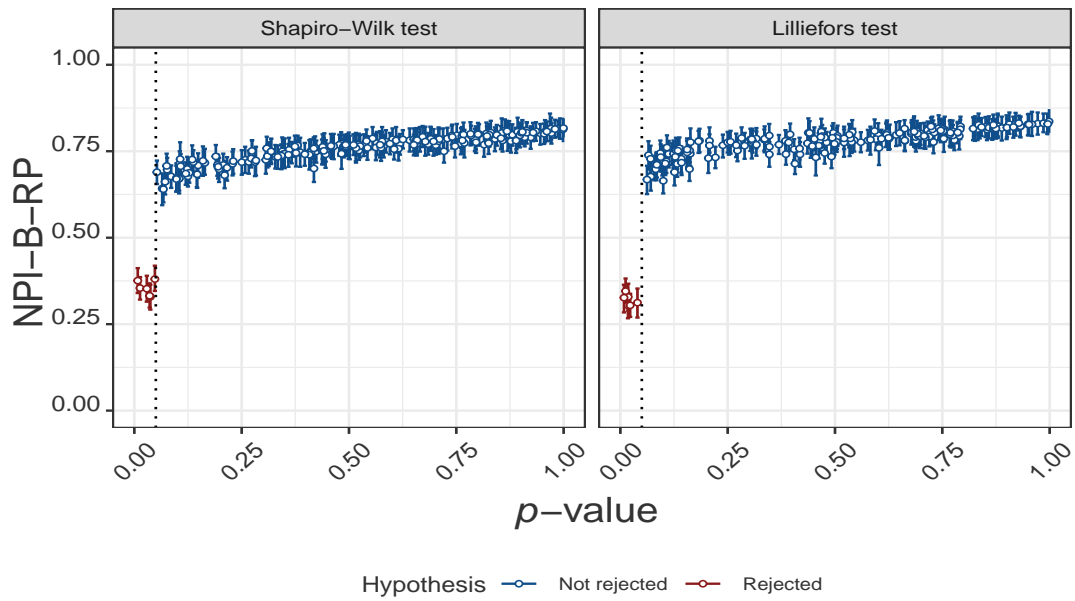 Shapiro−Wilk test
Lilliefors test
NPI−B−RP
1.00
0.75
0.50
0.25
0.00
0.00 0.25 0.50 0.75 1.00
0.00 0.25 0.50 0.75 1.00
p−value
Hypothesis Not rejected Rejected